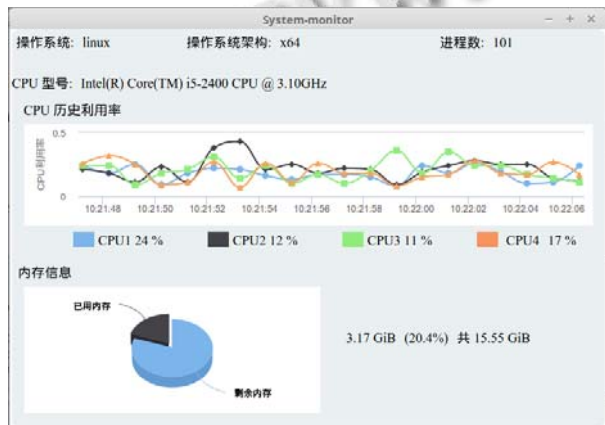 System-monitor
操作系统: linux 操作系统架构: x64 进程数: 101
CPU 型号: Intel(R) Core(TM) i5-2400 CPU @ 3.10GHz
CPU 历史利用率
CPU利用率
0.5
0
10:21:48 10:21:50 10:21:52 10:21:54 10:21:56 10:21:58 10:22:00 10:22:02 10:22:04 10:22:06
CPU1 24 % CPU2 12 % CPU3 11 % CPU4 17 %
内存信息
已用内存
3.17 GiB (20.4%) 共 15.55 GiB
剩余内存